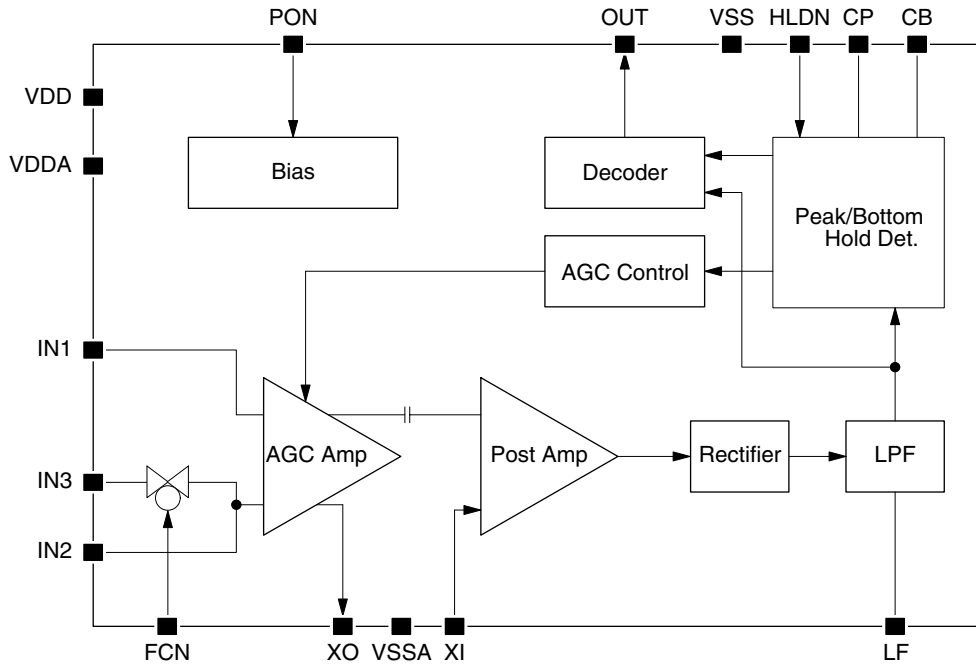 PON
OUT
VSS
HLDN
CP
CB
VDD
VDDA
Bias
Decoder
Peak/Bottom
Hold Det.
AGC Control
IN1
AGC Amp
Post Amp
Rectifier
LPF
IN3
IN2
FCN
XO
VSSA
XI
LF